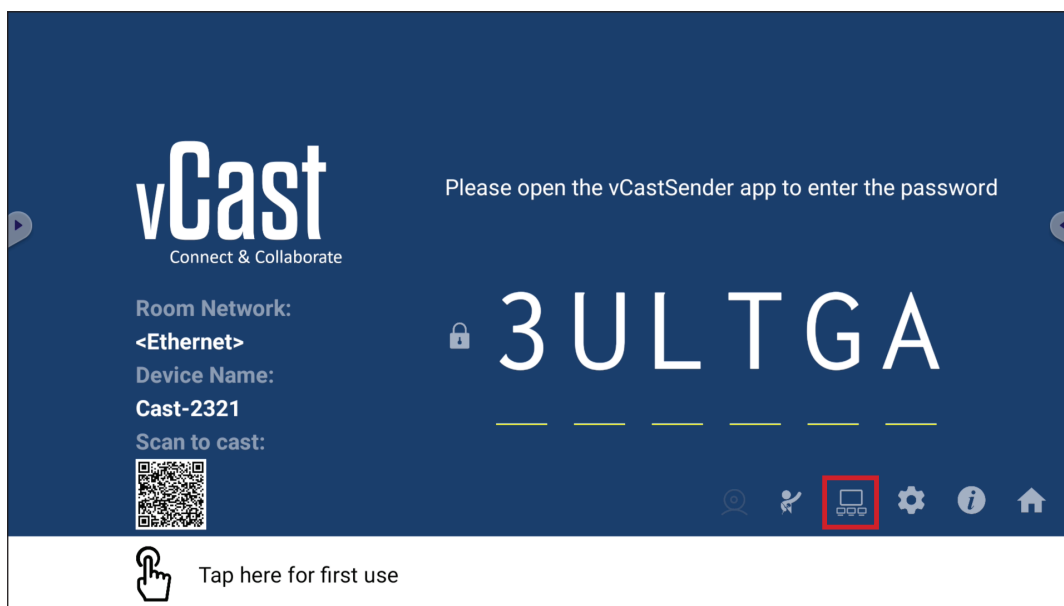 vCast
Connect & Collaborate
Please open the vCastSender app to enter the password
Room Network:
<Ethernet>
Device Name:
Cast-2321
Scan to cast:
3ULTGA
Tap here for first use